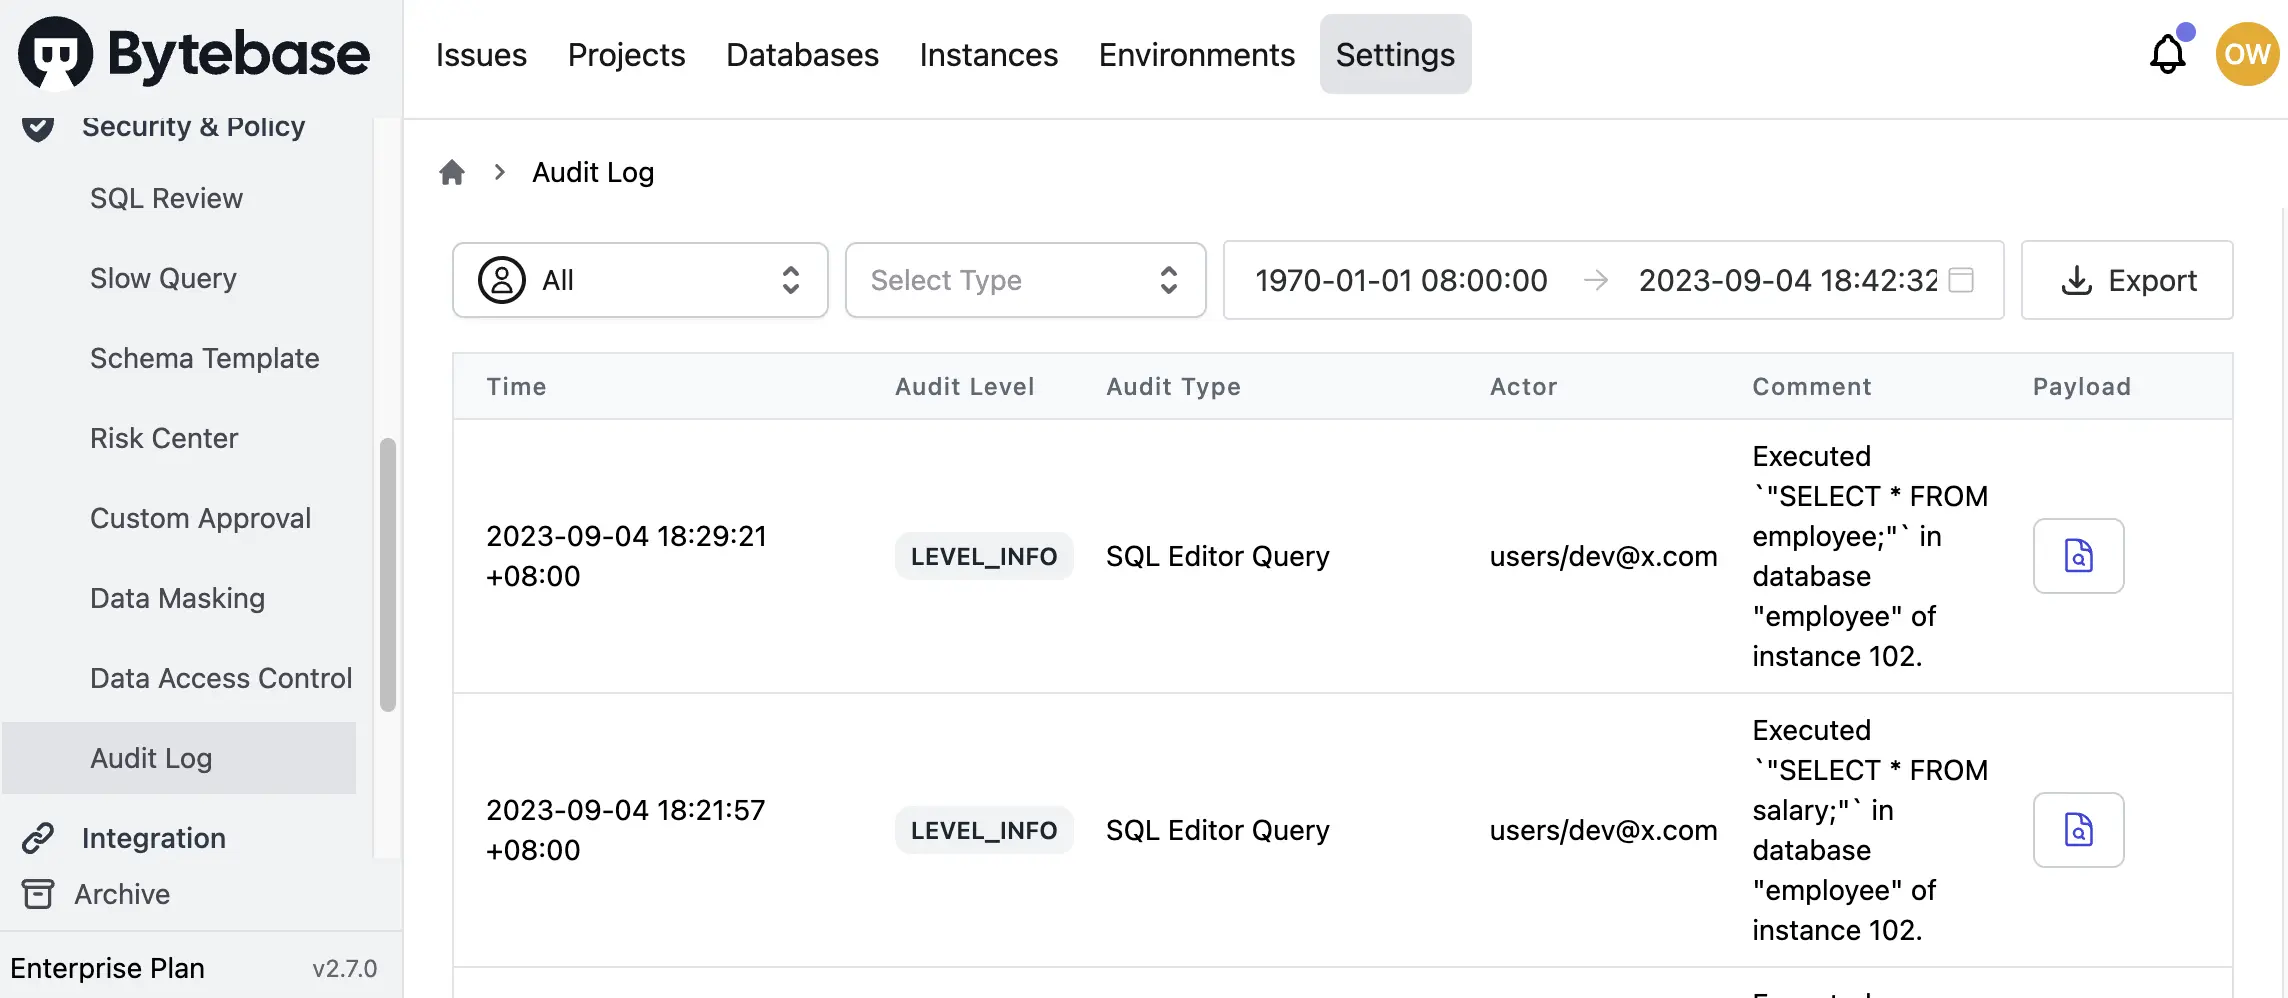 Bytebase
Issues Projects Databases Instances Environments Settings
OW
Security & Policy
SQL Review
Slow Query
Schema Template
Risk Center
Custom Approval
Data Masking
Data Access Control
Audit Log
Integration
Archive
Enterprise Plan v2.7.0
Audit Log
All
Select Type
1970-01-01 08:00:00 → 2023-09-04 18:42:32
Export
Time Audit Level Audit Type Actor Comment Payload
2023-09-04 18:29:21
+08:00
LEVEL_INFO
SQL Editor Query
users/dev@x.com
Executed
`"SELECT * FROM
employee;"` in
database
"employee" of
instance 102.
2023-09-04 18:21:57
+08:00
LEVEL_INFO
SQL Editor Query
users/dev@x.com
Executed
`"SELECT * FROM
salary;"` in
database
"employee" of
instance 102.